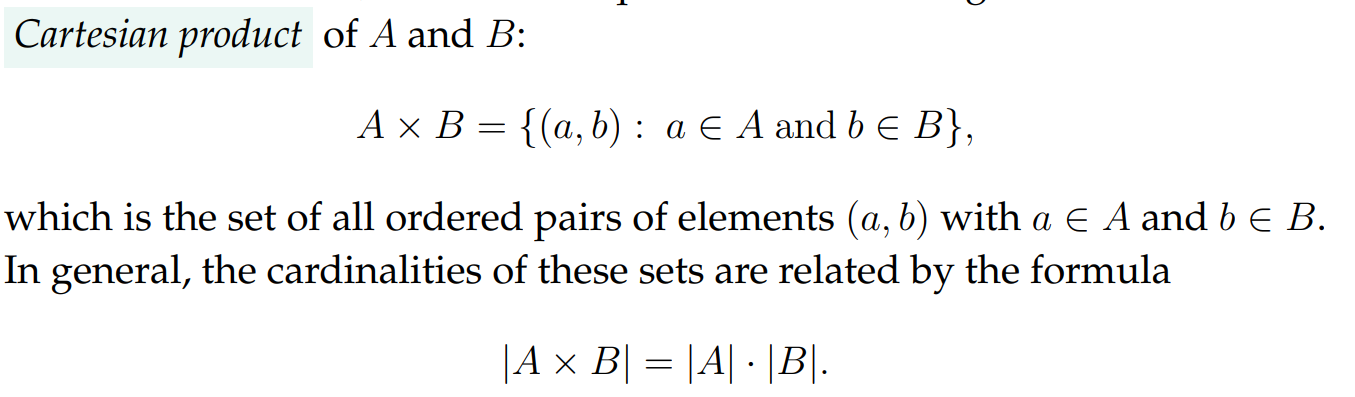 Cartesian product of A and B:
A × B = {(a, b) : a ∈ A and b ∈ B},
which is the set of all ordered pairs of elements (a, b) with a ∈ A and b ∈ B.
In general, the cardinalities of these sets are related by the formula
|A × B| = |A| · |B|.